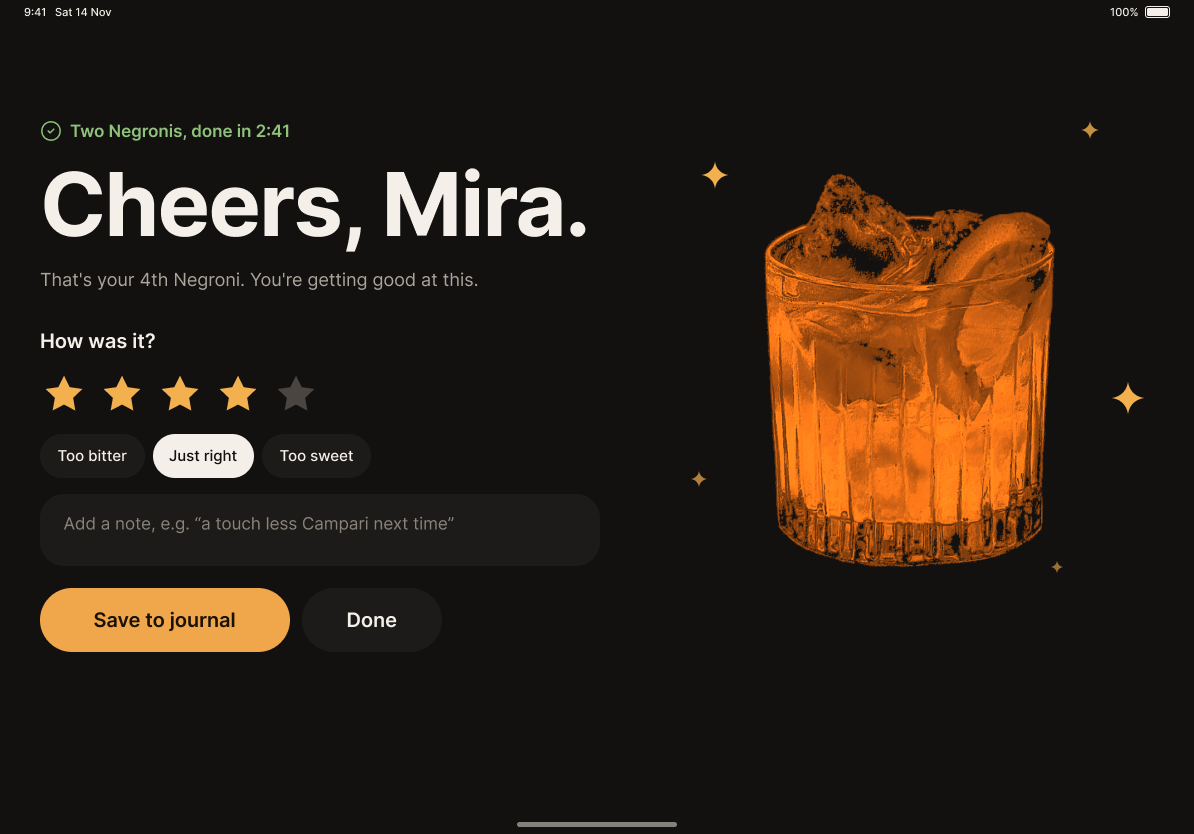 9:41 Sat 14 Nov
100%
Two Negronis, done in 2:41
Cheers, Mira.
That's your 4th Negroni. You're getting good at this.
How was it?
Too bitter
Just right
Too sweet
Add a note, e.g. “a touch less Campari next time”
Save to journal
Done